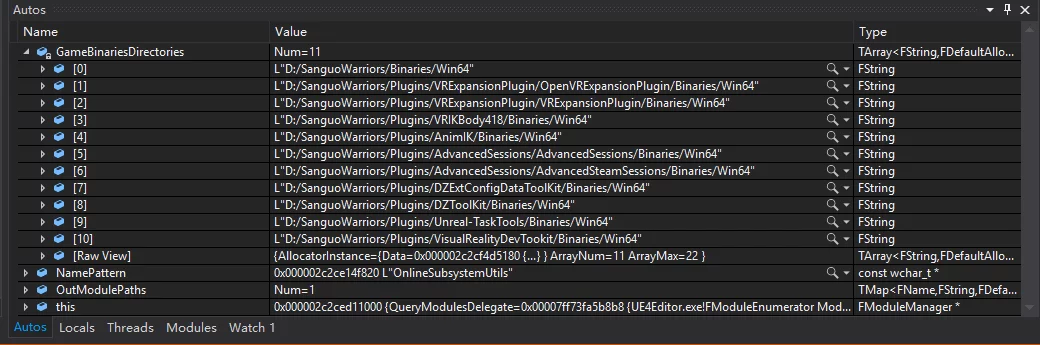 Autos
Name Value Type
GameBinariesDirectories Num=11 TArray<FString,FDefaultAllo...
[0] L"D:/SanguoWarriors/Binaries/Win64" FString
[1] L"D:/SanguoWarriors/Plugins/VRExpansionPlugin/OpenVRExpansionPlugin/Binaries/Win64" FString
[2] L"D:/SanguoWarriors/Plugins/VRExpansionPlugin/VRExpansionPlugin/Binaries/Win64" FString
[3] L"D:/SanguoWarriors/Plugins/VRIKBody418/Binaries/Win64" FString
[4] L"D:/SanguoWarriors/Plugins/AnimIK/Binaries/Win64" FString
[5] L"D:/SanguoWarriors/Plugins/AdvancedSessions/AdvancedSessions/Binaries/Win64" FString
[6] L"D:/SanguoWarriors/Plugins/AdvancedSessions/AdvancedSteamSessions/Binaries/Win64" FString
[7] L"D:/SanguoWarriors/Plugins/DZExtConfigDataToolKit/Binaries/Win64" FString
[8] L"D:/SanguoWarriors/Plugins/DZToolKit/Binaries/Win64" FString
[9] L"D:/SanguoWarriors/Plugins/Unreal-TaskTools/Binaries/Win64" FString
[10] L"D:/SanguoWarriors/Plugins/VisualRealityDevTookit/Binaries/Win64" FString
[Raw View] {AllocatorInstance={Data=0x000002c2cf4d5180 {...} } ArrayNum=11 ArrayMax=22 } TArray<FString,FDefaultAllo...
NamePattern 0x000002c2ce14f820 L"OnlineSubsystemUtils" const wchar_t *
OutModulePaths Num=1 TMap<FName,FString,FDefa...
this 0x000002c2ced11000 {QueryModulesDelegate=0x00007ff73fa5b8b8 {UE4Editor.exe!FModuleEnumerator Mod... FModuleManager *
Autos Locals Threads Modules Watch 1